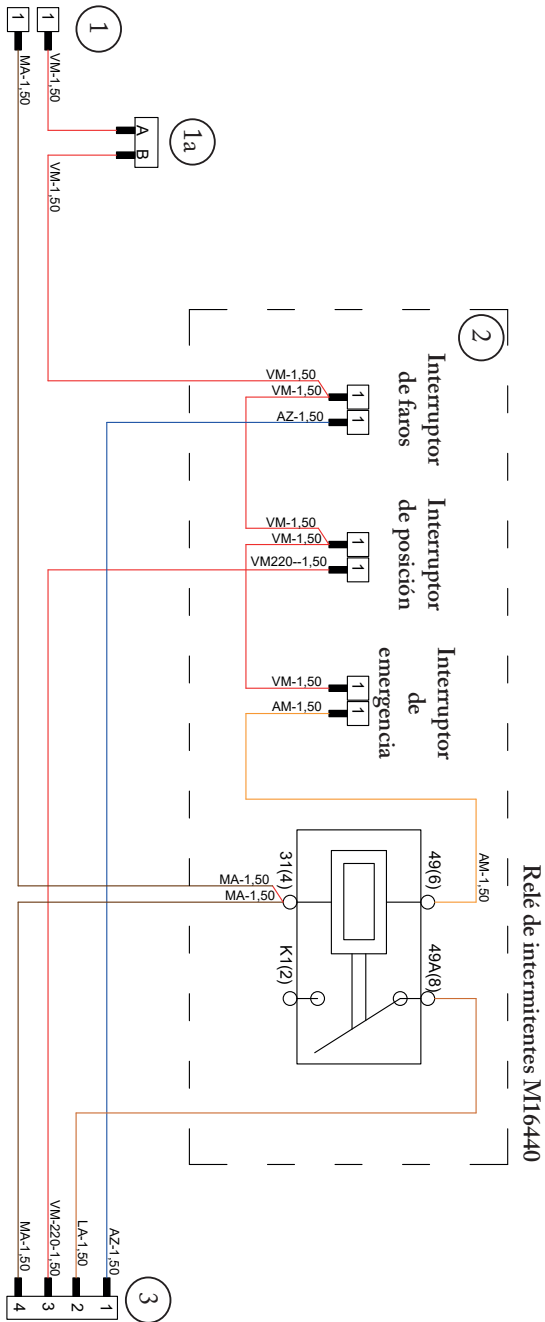 1
1
1
MA-1,50
VM-1,50
1a
A
B
VM-1,50
2
Interruptor
de faros
VM-1,50
VM-1,50
AZ-1,50
1
1
Interruptor
de posición
VM-1,50
VM-1,50
VM220--1,50
1
1
Interruptor
de
emergencia
VM-1,50
AM-1,50
1
1
Relé de intermitentes M16440
AM-1,50
49(6)
49A(8)
31(4)
K1(2)
MA-1,50
MA-1,50
3
AZ-1,50
LA-1,50
VM-220-1,50
MA-1,50
1
2
3
4